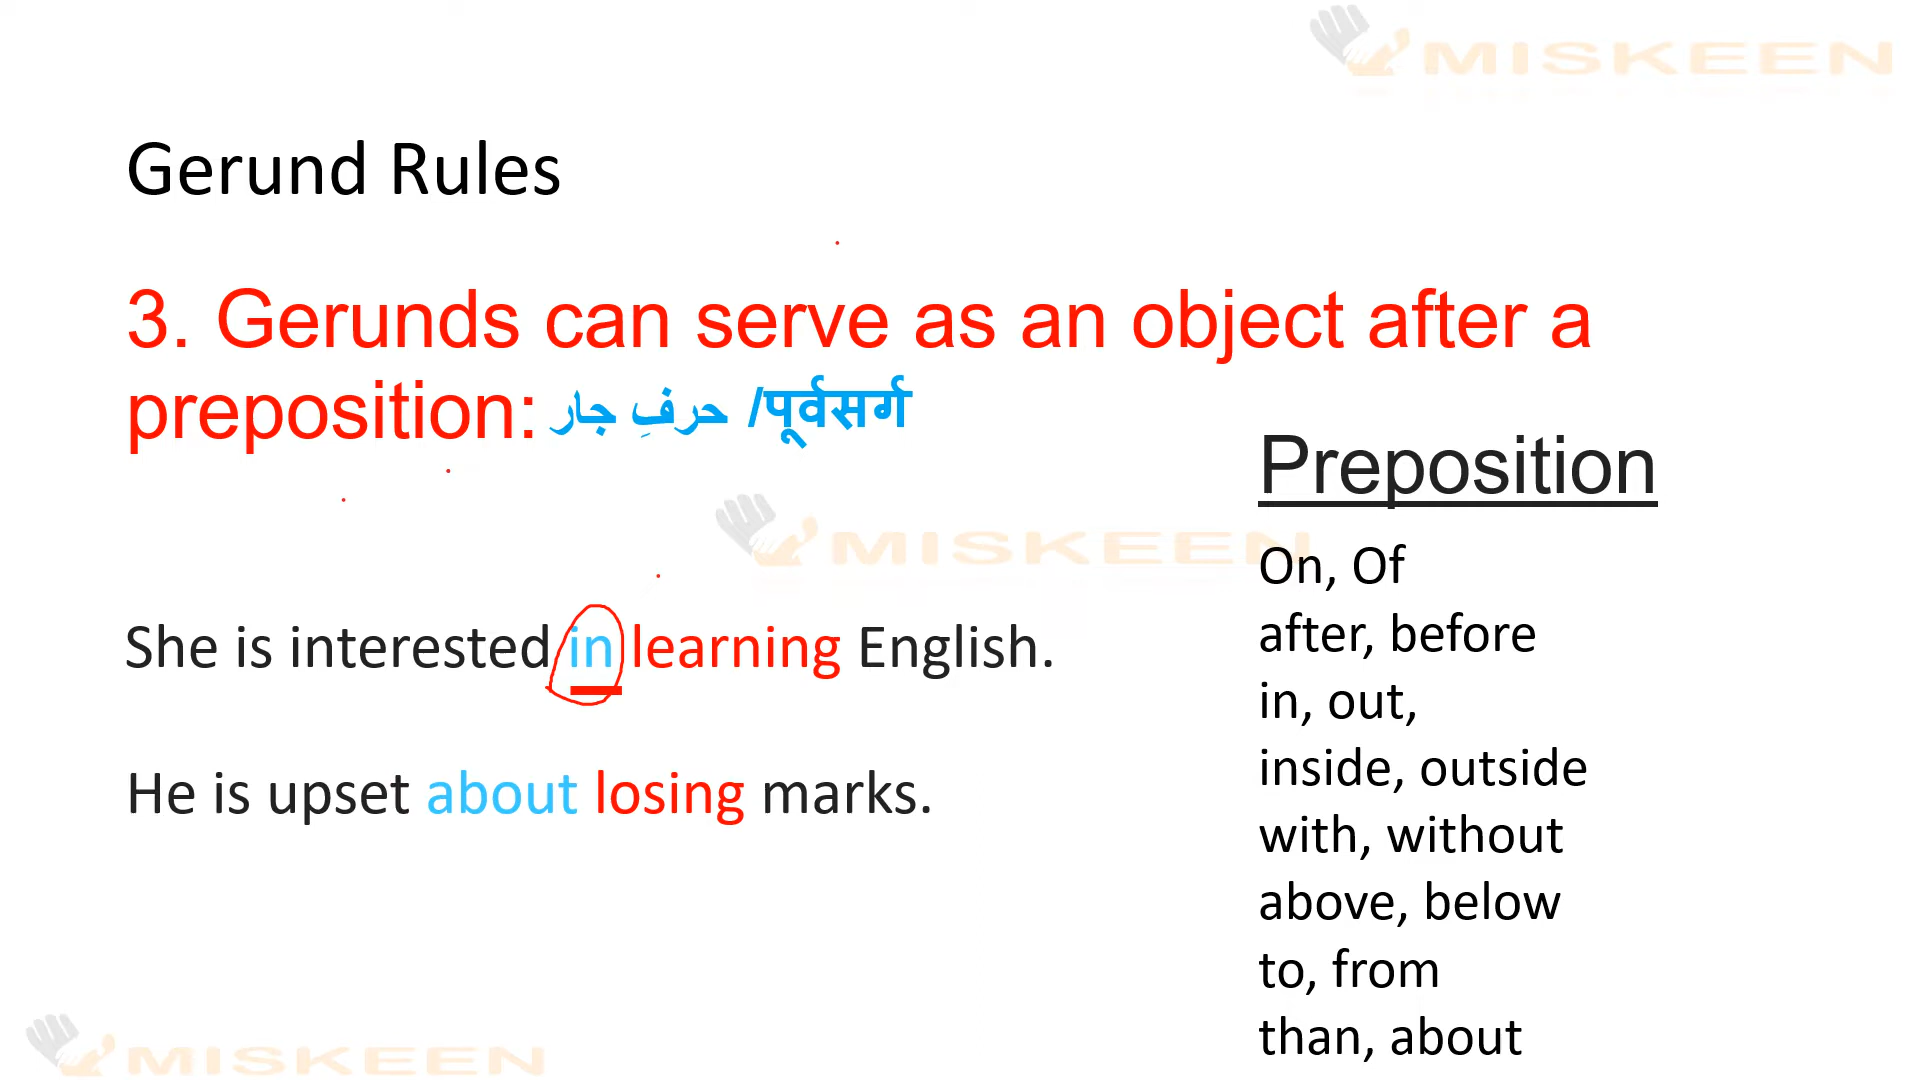 MISKEEN
Gerund Rules
3. Gerunds can serve as an object after a
preposition: حرفِ جار /पूर्वसर्ग
Preposition
MISKEEN
On, Of
after, before
She is interested in learning English.
in, out,
inside, outside
He is upset about losing marks.
with, without
above, below
to, from
than, about
MISKEEN